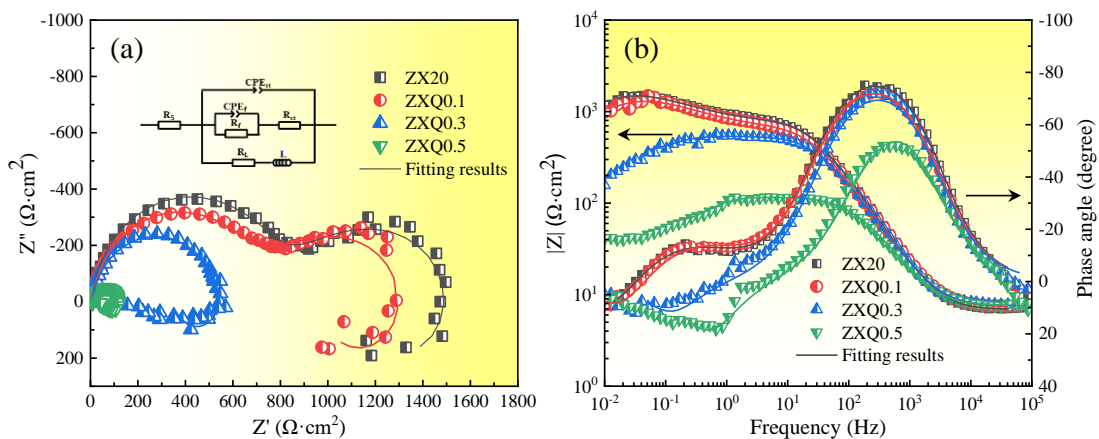 (a)
ZX20
ZXQ0.1
ZXQ0.3
ZXQ0.5
Fitting results
CPEct
CPEf
RS
Rf
Rct
RL
L
-1000
-800
-600
-400
-200
0
200
Z'' (Ω·cm²)
0 200 400 600 800 1000 1200 1400 1600 1800
Z' (Ω·cm²)
(b)
10⁴
10³
10²
10¹
10⁰
|Z| (Ω·cm²)
-100
-80
-60
-40
-20
0
20
40
Phase angle (degree)
ZX20
ZXQ0.1
ZXQ0.3
ZXQ0.5
Fitting results
10⁻² 10⁻¹ 10⁰ 10¹ 10² 10³ 10⁴ 10⁵
Frequency (Hz)